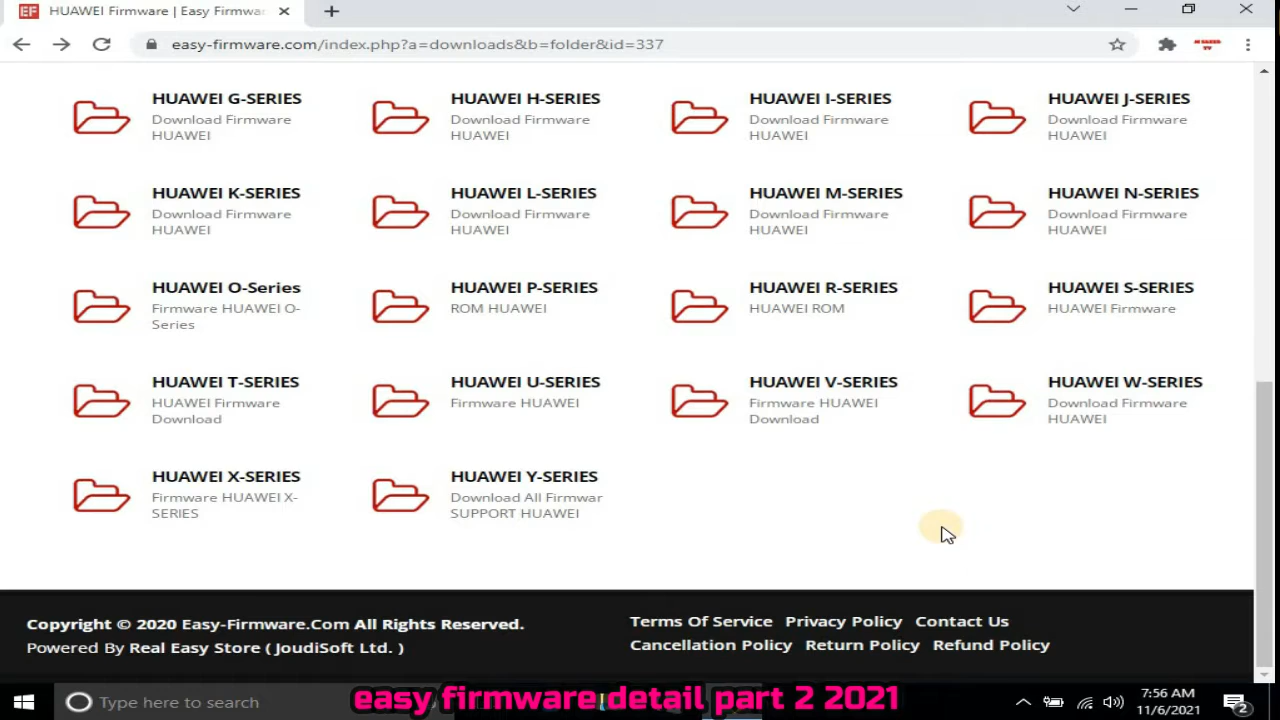 HUAWEI Firmware | Easy Firmwa
easy-firmware.com/index.php?a=downloads&b=folder&id=337
HUAWEI G-SERIES
Download Firmware
HUAWEI
HUAWEI H-SERIES
Download Firmware
HUAWEI
HUAWEI I-SERIES
Download Firmware
HUAWEI
HUAWEI J-SERIES
Download Firmware
HUAWEI
HUAWEI K-SERIES
Download Firmware
HUAWEI
HUAWEI L-SERIES
Download Firmware
HUAWEI
HUAWEI M-SERIES
Download Firmware
HUAWEI
HUAWEI N-SERIES
Download Firmware
HUAWEI
HUAWEI O-Series
Firmware HUAWEI O-
Series
HUAWEI P-SERIES
ROM HUAWEI
HUAWEI R-SERIES
HUAWEI ROM
HUAWEI S-SERIES
HUAWEI Firmware
HUAWEI T-SERIES
HUAWEI Firmware
Download
HUAWEI U-SERIES
Firmware HUAWEI
HUAWEI V-SERIES
Firmware HUAWEI
Download
HUAWEI W-SERIES
Download Firmware
HUAWEI
HUAWEI X-SERIES
Firmware HUAWEI X-
SERIES
HUAWEI Y-SERIES
Download All Firmwar
SUPPORT HUAWEI
Copyright © 2020 Easy-Firmware.Com All Rights Reserved.
Powered By Real Easy Store ( JoudiSoft Ltd. )
Terms Of Service Privacy Policy Contact Us
Cancellation Policy Return Policy Refund Policy
Type here to search
easy firmware detail part 2 2021
7:56 AM
11/6/2021
2